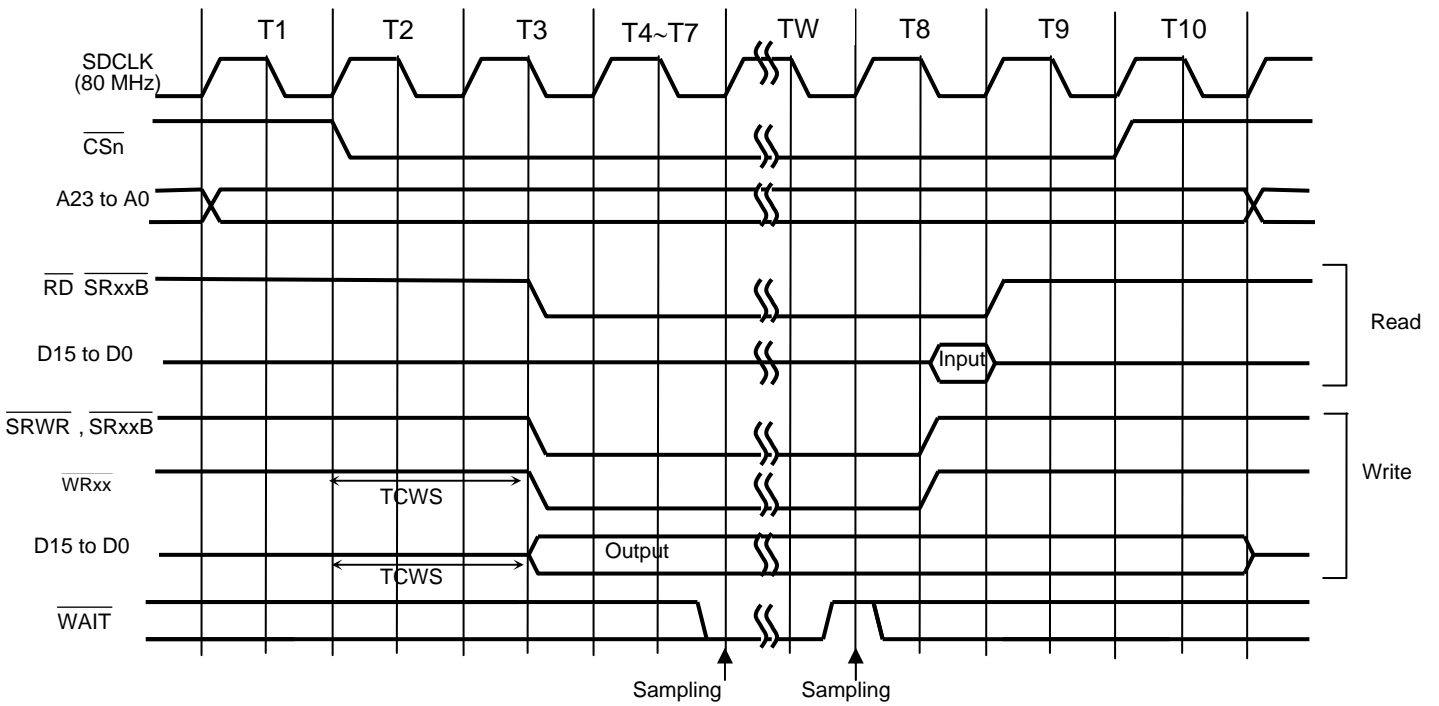 T1 T2 T3 T4~T7 TW T8 T9 T10
SDCLK
(80 MHz)
CSn
A23 to A0
RD SRxxB
Read
D15 to D0
Input
SRWR , SRxxB
WRxx
Write
TCWS
D15 to D0
Output
TCWS
WAIT
Sampling Sampling